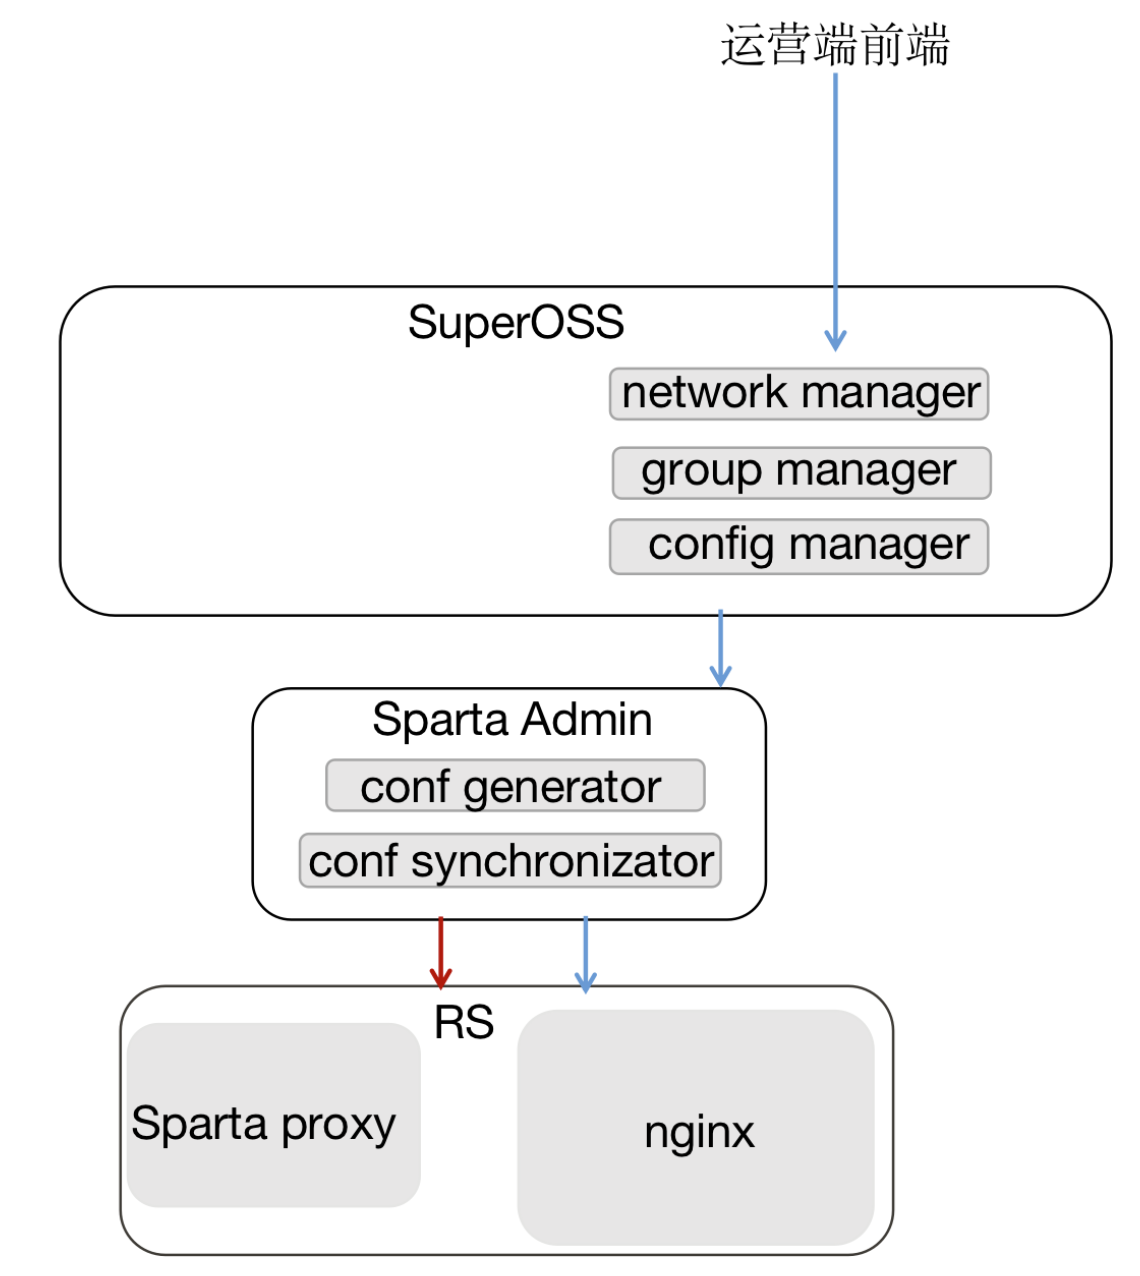 运营端前端
SuperOSS
network manager
group manager
config manager
Sparta Admin
conf generator
conf synchronizator
RS
Sparta proxy
nginx